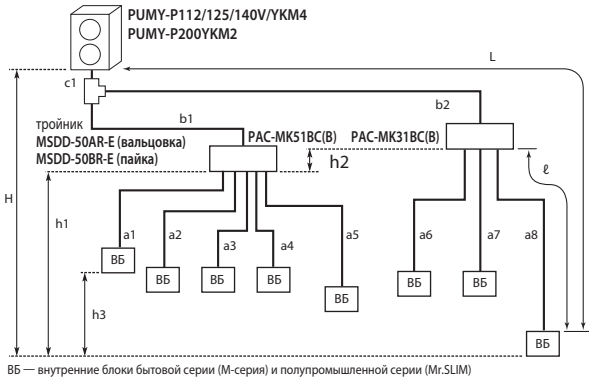 PUMY-P112/125/140V/YKM4
PUMY-P200YKM2
L
c1
b1
b2
тройник
MSDD-50AR-E (вальцовка)
MSDD-50BR-E (пайка)
PAC-MK51BC(B)
PAC-MK31BC(B)
h2
ℓ
H
h1
a1
a2
a3
a4
a5
a6
a7
a8
ВБ
ВБ
ВБ
ВБ
ВБ
ВБ
ВБ
ВБ
h3
ВБ — внутренние блоки бытовой серии (M-серия) и полупромышленной серии (Mr.SLIM)